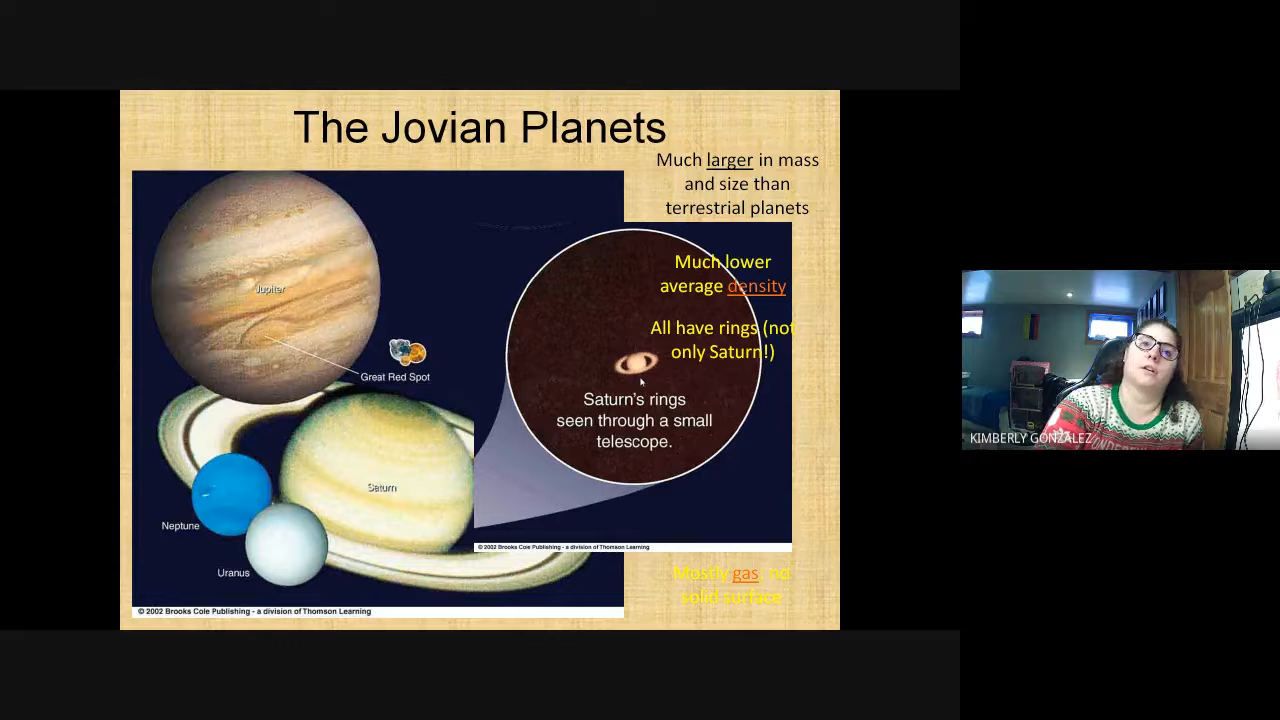 The Jovian Planets
Much larger in mass
and size than
terrestrial planets
Jupiter
Great Red Spot
Saturn
Neptune
Uranus
Much lower
average density
All have rings (not
only Saturn!)
Saturn's rings
seen through a small
telescope.
© 2002 Brooks Cole Publishing - a division of Thomson Learning
Mostly gas, no
solid surface
© 2002 Brooks Cole Publishing - a division of Thomson Learning
KIMBERLY GONZALEZ